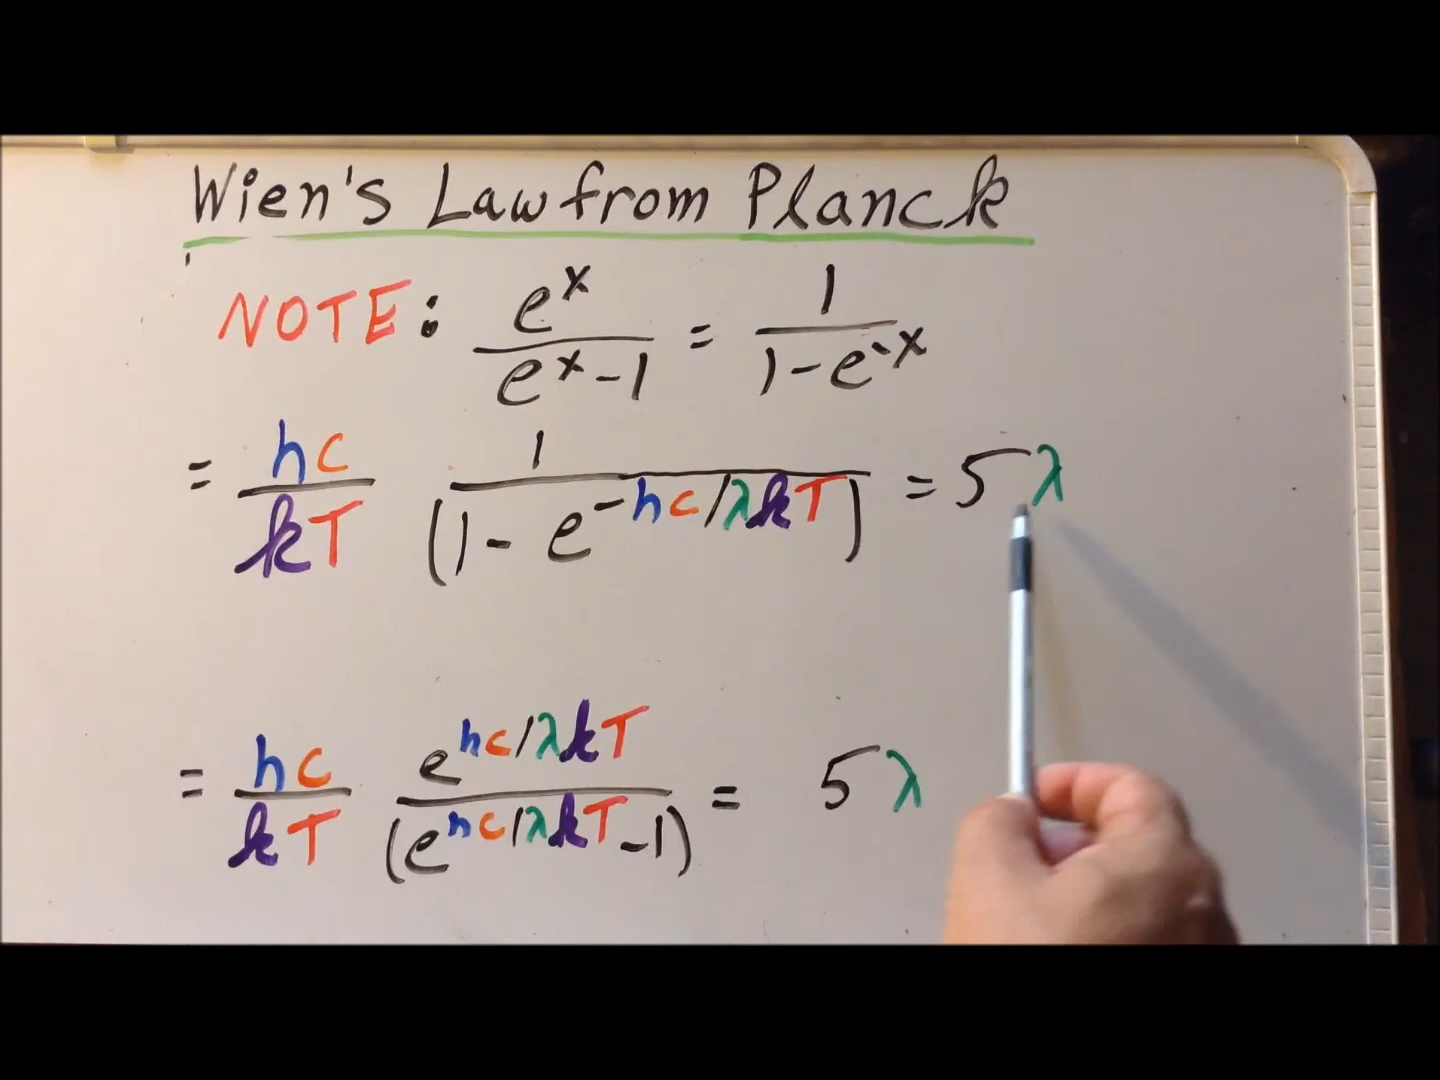 Wien's Law from Planck
NOTE: e^x / (e^x - 1) = 1 / (1 - e^-x)
= hc/kT 1/(1 - e^-hc/λkT) = 5λ
= hc/kT e^hc/λkT / (e^hc/λkT - 1) = 5λ